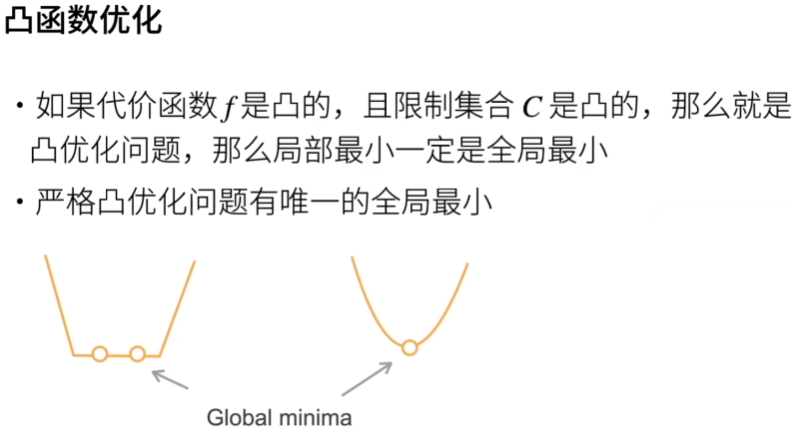 凸函数优化
• 如果代价函数 f 是凸的，且限制集合 C 是凸的，那么就是
凸优化问题，那么局部最小一定是全局最小
• 严格凸优化问题有唯一的全局最小
Global minima